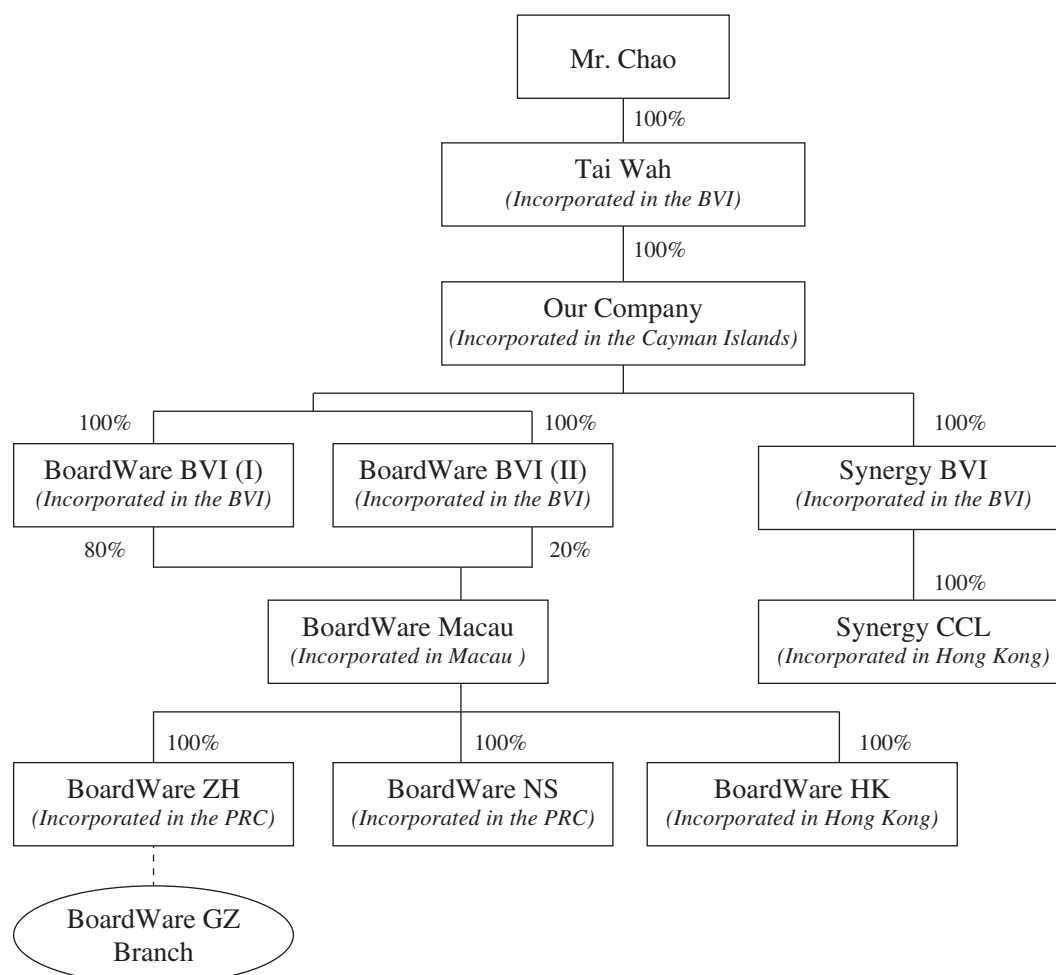 Mr. Chao
100%
Tai Wah
(Incorporated in the BVI)
100%
Our Company
(Incorporated in the Cayman Islands)
100%
100%
100%
BoardWare BVI (I)
(Incorporated in the BVI)
BoardWare BVI (II)
(Incorporated in the BVI)
Synergy BVI
(Incorporated in the BVI)
80%
20%
100%
BoardWare Macau
(Incorporated in Macau )
Synergy CCL
(Incorporated in Hong Kong)
100%
100%
100%
BoardWare ZH
(Incorporated in the PRC)
BoardWare NS
(Incorporated in the PRC)
BoardWare HK
(Incorporated in Hong Kong)
BoardWare GZ
Branch